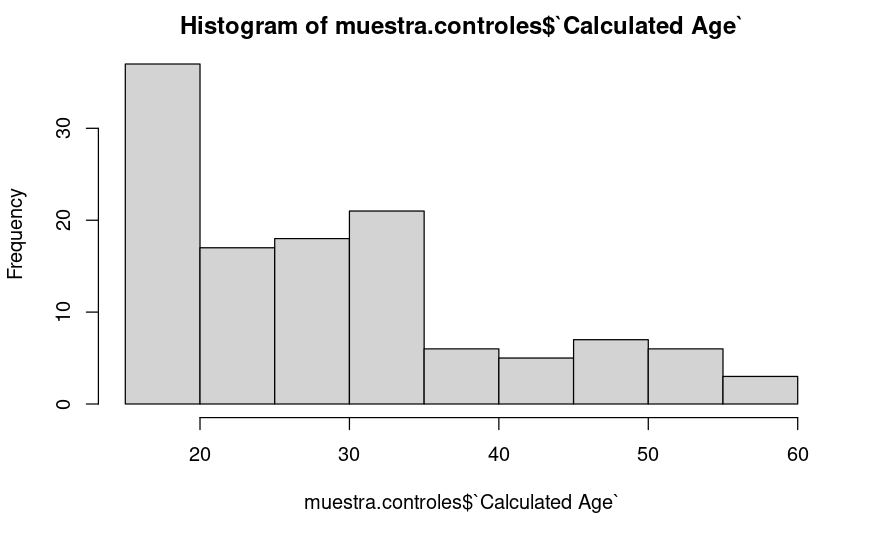 Histogram of muestra.controles$`Calculated Age`
Frequency
30
20
10
0
20 30 40 50 60
muestra.controles$`Calculated Age`